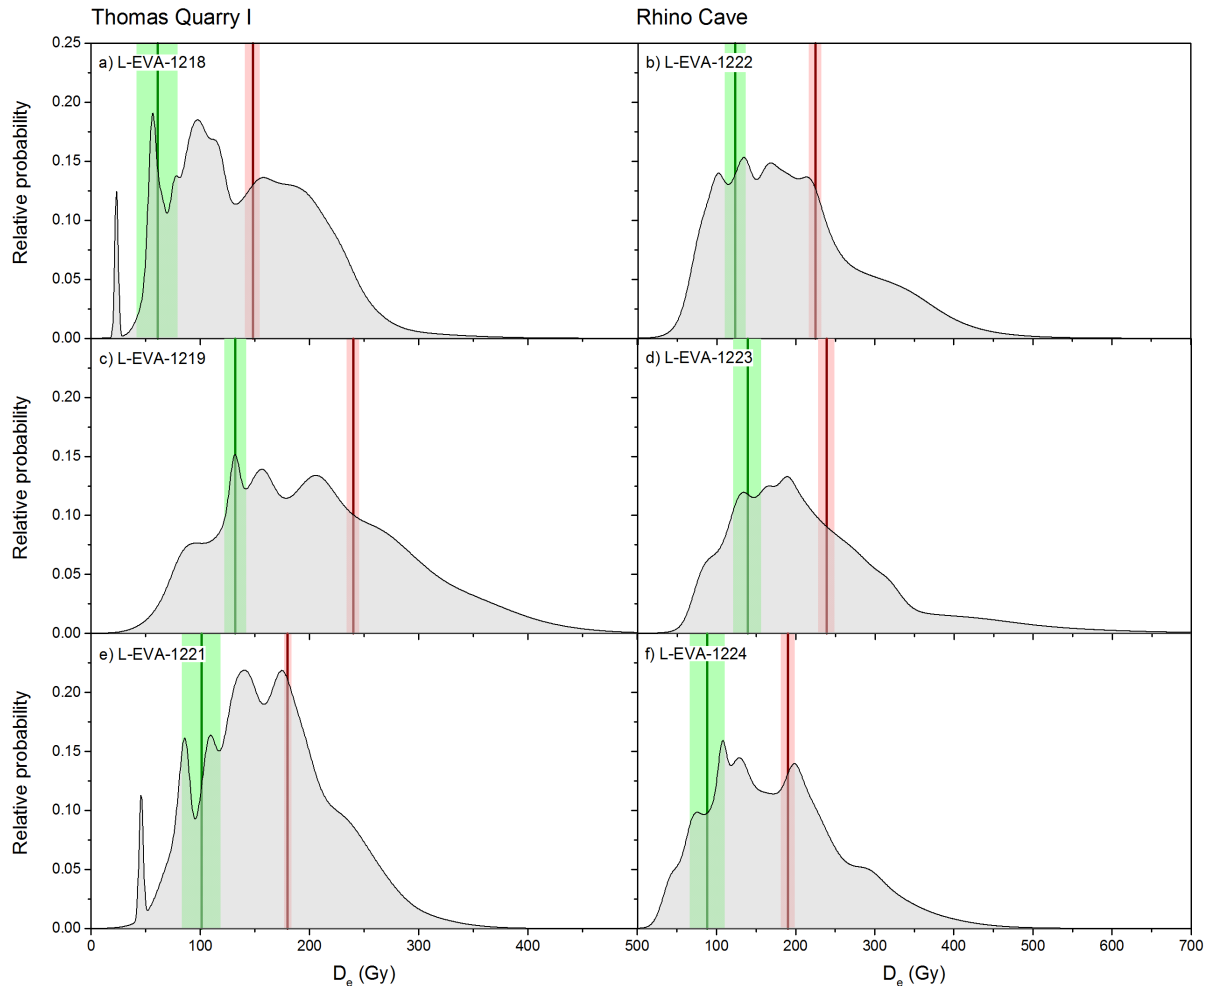 Thomas Quarry I
Rhino Cave
0.25
a) L-EVA-1218
b) L-EVA-1222
0.20
0.15
0.10
0.05
0.00
Relative probability
c) L-EVA-1219
d) L-EVA-1223
0.20
0.15
0.10
0.05
0.00
Relative probability
e) L-EVA-1221
f) L-EVA-1224
0.20
0.15
0.10
0.05
0.00
Relative probability
0 100 200 300 400 500 100 200 300 400 500 600 700
De (Gy)
De (Gy)